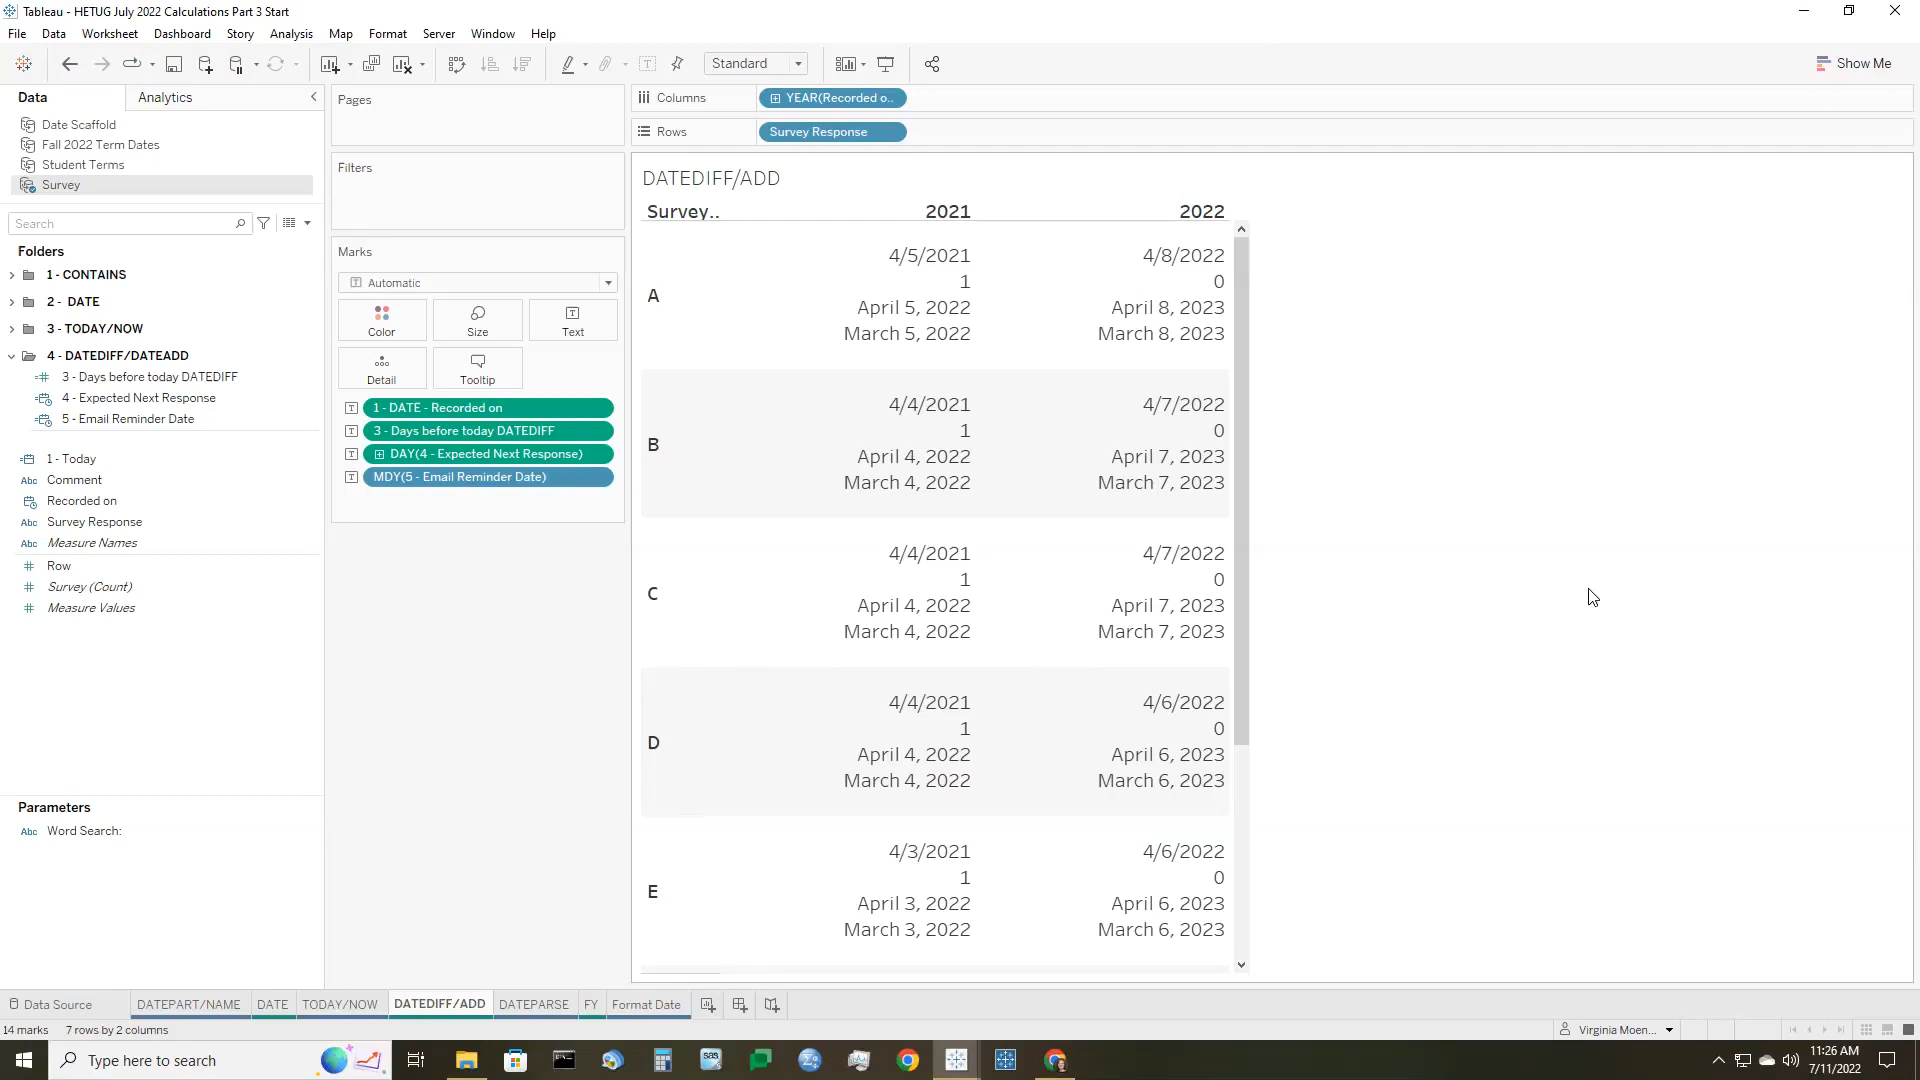 Tableau - HETUG July 2022 Calculations Part 3 Start
File Data Worksheet Dashboard Story Analysis Map Format Server Window Help
Standard
Show Me
Data Analytics
Date Scaffold
Fall 2022 Term Dates
Student Terms
Survey
Search
Folders
1 - CONTAINS
2 - DATE
3 - TODAY/NOW
4 - DATEDIFF/DATEADD
3 - Days before today DATEDIFF
4 - Expected Next Response
5 - Email Reminder Date
1 - Today
Abc Comment
Recorded on
Abc Survey Response
Abc Measure Names
Row
Survey (Count)
Measure Values
Parameters
Abc Word Search:
Pages
Filters
Marks
Automatic
Color Size Text
Detail Tooltip
1 - DATE - Recorded on
3 - Days before today DATEDIFF
DAY(4 - Expected Next Response)
MDY(5 - Email Reminder Date)
Columns YEAR(Recorded o..
Rows Survey Response
DATEDIFF/ADD
Survey.. 2021 2022
4/5/2021 4/8/2022
1 0
A
April 5, 2022 April 8, 2023
March 5, 2022 March 8, 2023
4/4/2021 4/7/2022
1 0
B
April 4, 2022 April 7, 2023
March 4, 2022 March 7, 2023
4/4/2021 4/7/2022
1 0
C
April 4, 2022 April 7, 2023
March 4, 2022 March 7, 2023
4/4/2021 4/6/2022
1 0
D
April 4, 2022 April 6, 2023
March 4, 2022 March 6, 2023
4/3/2021 4/6/2022
1 0
E
April 3, 2022 April 6, 2023
March 3, 2022 March 6, 2023
Data Source DATEPART/NAME DATE TODAY/NOW DATEDIFF/ADD DATEPARSE FY Format Date
14 marks 7 rows by 2 columns
Virginia Moen...
Type here to search
sas
11:26 AM
7/11/2022